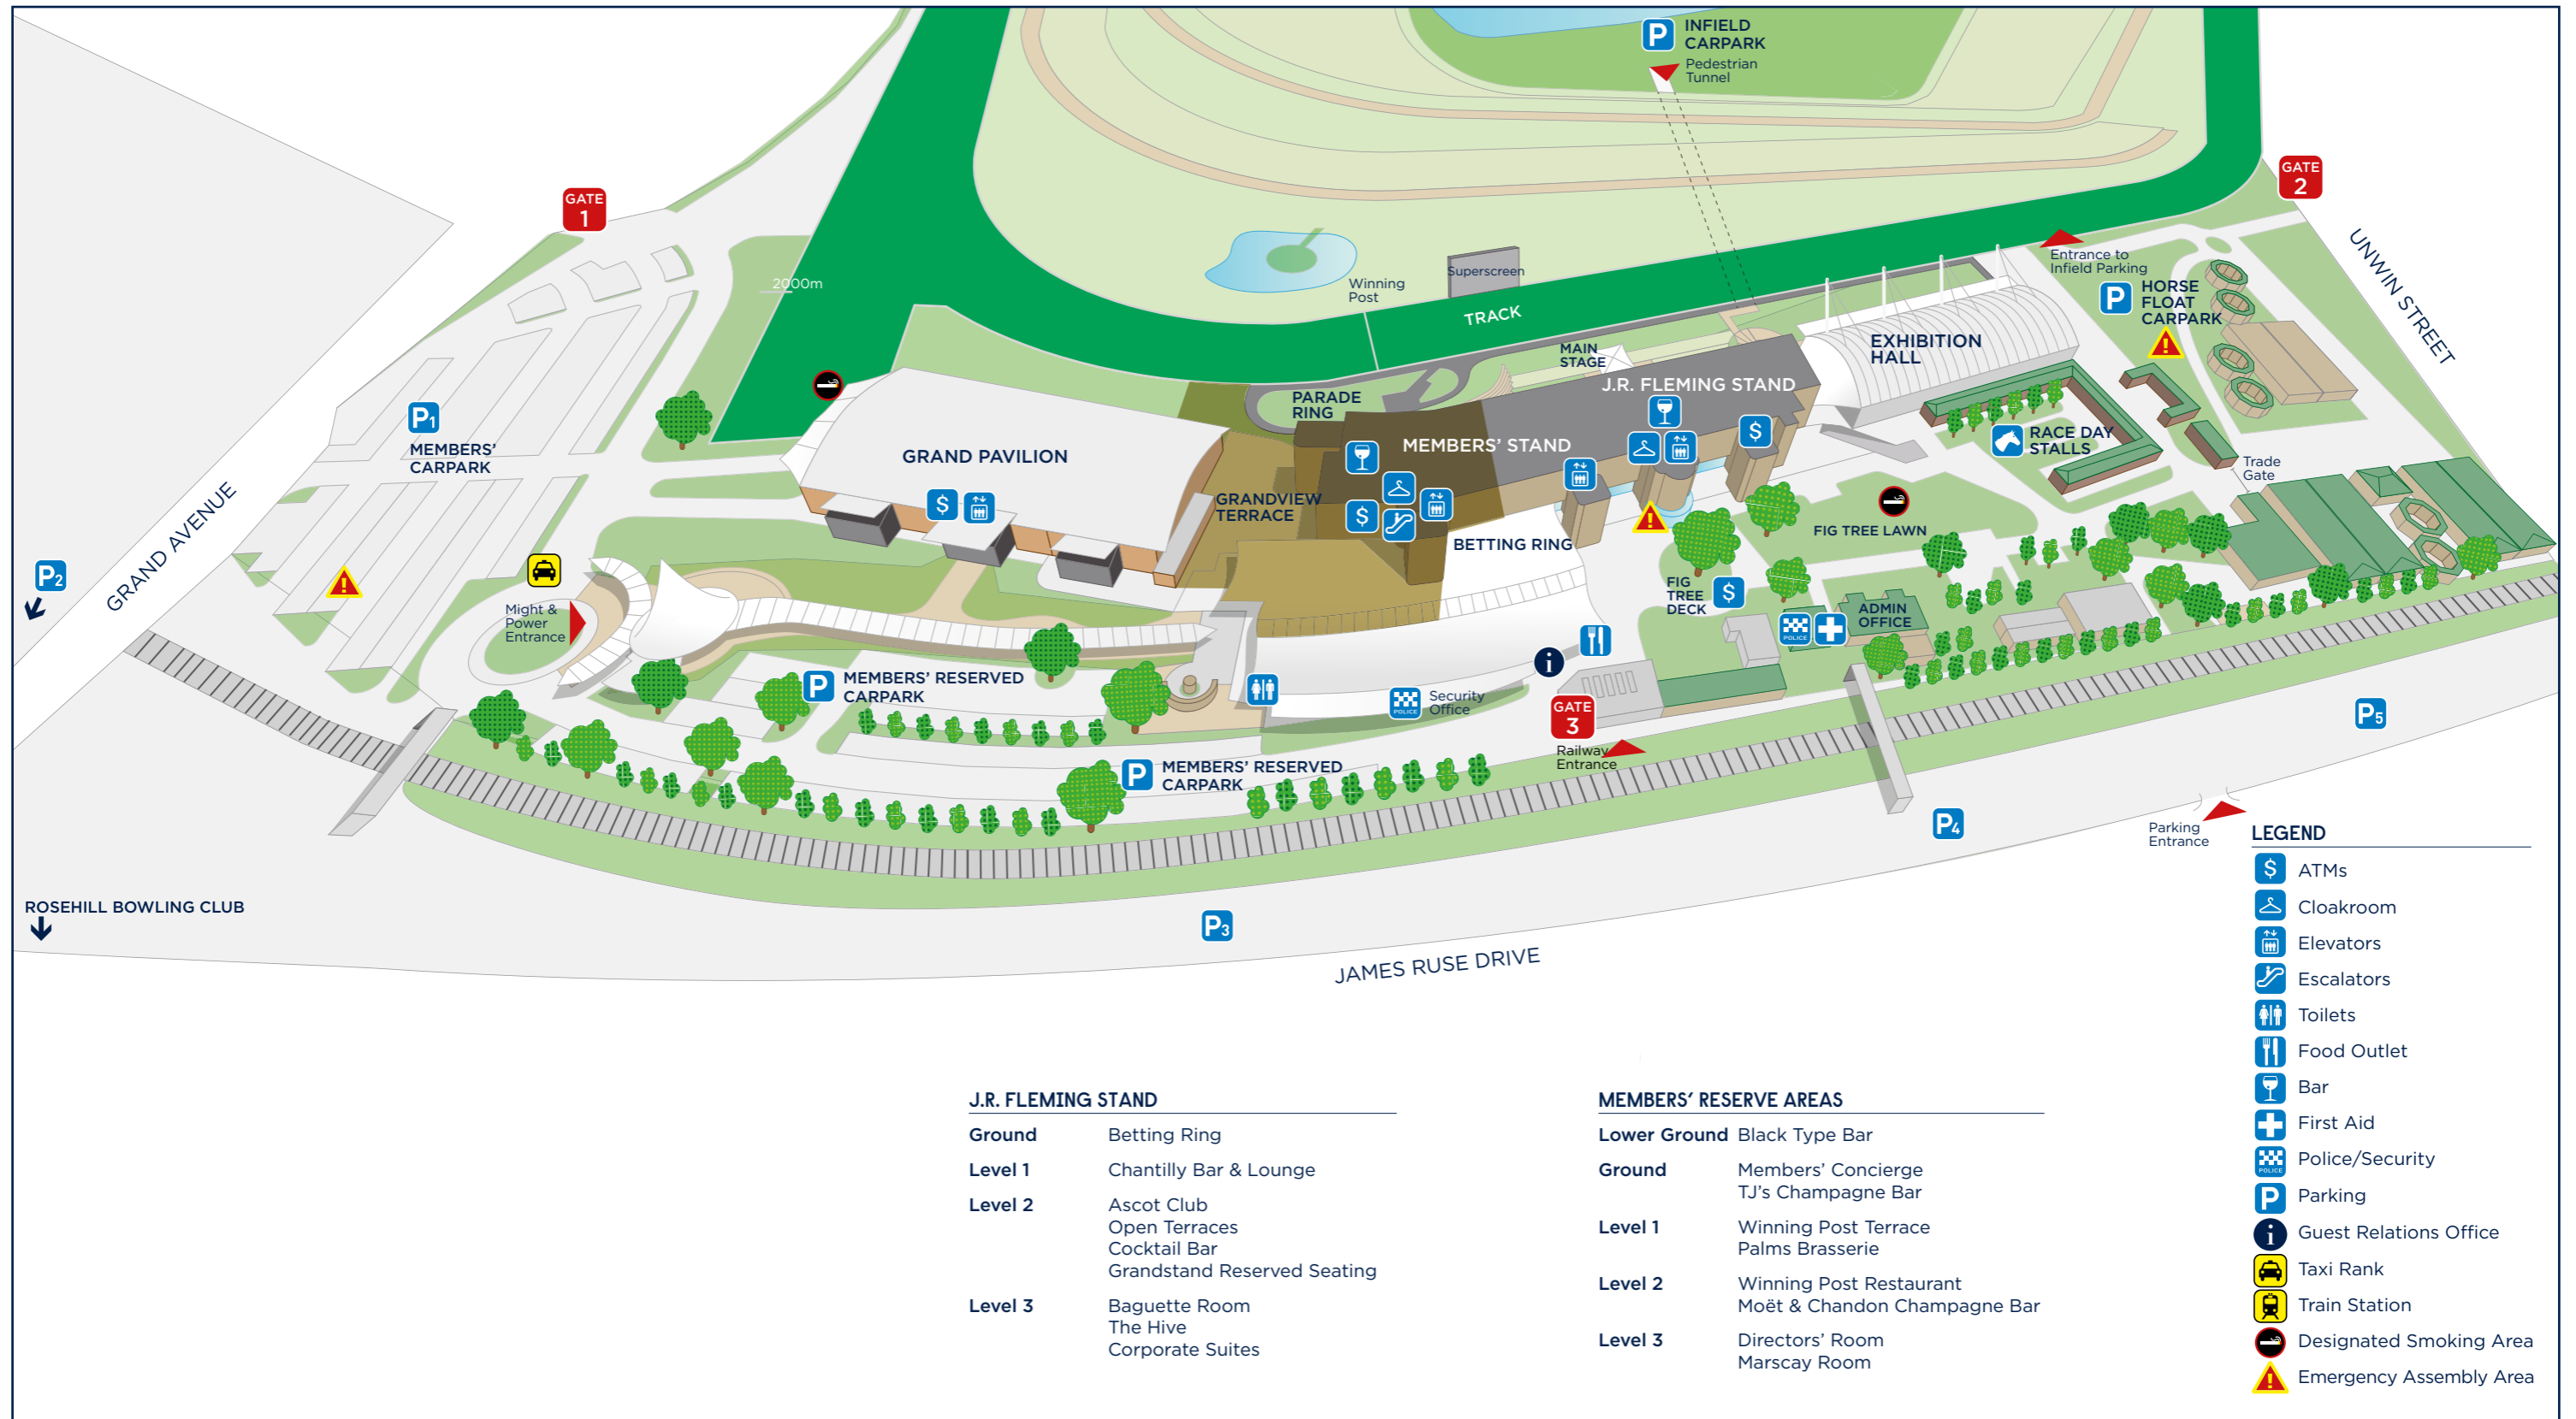 INFIELD
CARPARK
Pedestrian
Tunnel
GATE
1
GATE
2
UNWIN STREET
Entrance to
Infield Parking
HORSE
FLOAT
CARPARK
2000m
Winning
Post
Superscreen
TRACK
MAIN
STAGE
EXHIBITION
HALL
J.R. FLEMING STAND
PARADE
RING
P1
MEMBERS'
CARPARK
MEMBERS' STAND
RACE DAY
STALLS
Trade
Gate
GRAND PAVILION
GRANDVIEW
TERRACE
BETTING RING
FIG TREE LAWN
GRAND AVENUE
P2
Might &
Power
Entrance
FIG
TREE
DECK
ADMIN
OFFICE
POLICE
P
MEMBERS' RESERVED
CARPARK
POLICE
Security
Office
GATE
3
Railway
Entrance
P
MEMBERS' RESERVED
CARPARK
P5
P4
Parking
Entrance
P3
ROSEHILL BOWLING CLUB
JAMES RUSE DRIVE
LEGEND
ATMs
Cloakroom
Elevators
Escalators
Toilets
Food Outlet
Bar
First Aid
Police/Security
Parking
Guest Relations Office
Taxi Rank
Train Station
Designated Smoking Area
Emergency Assembly Area
J.R. FLEMING STAND
Ground Betting Ring
Level 1 Chantilly Bar & Lounge
Level 2 Ascot Club
Open Terraces
Cocktail Bar
Grandstand Reserved Seating
Level 3 Baguette Room
The Hive
Corporate Suites
MEMBERS' RESERVE AREAS
Lower Ground Black Type Bar
Ground Members' Concierge
TJ's Champagne Bar
Level 1 Winning Post Terrace
Palms Brasserie
Level 2 Winning Post Restaurant
Moët & Chandon Champagne Bar
Level 3 Directors' Room
Marscay Room